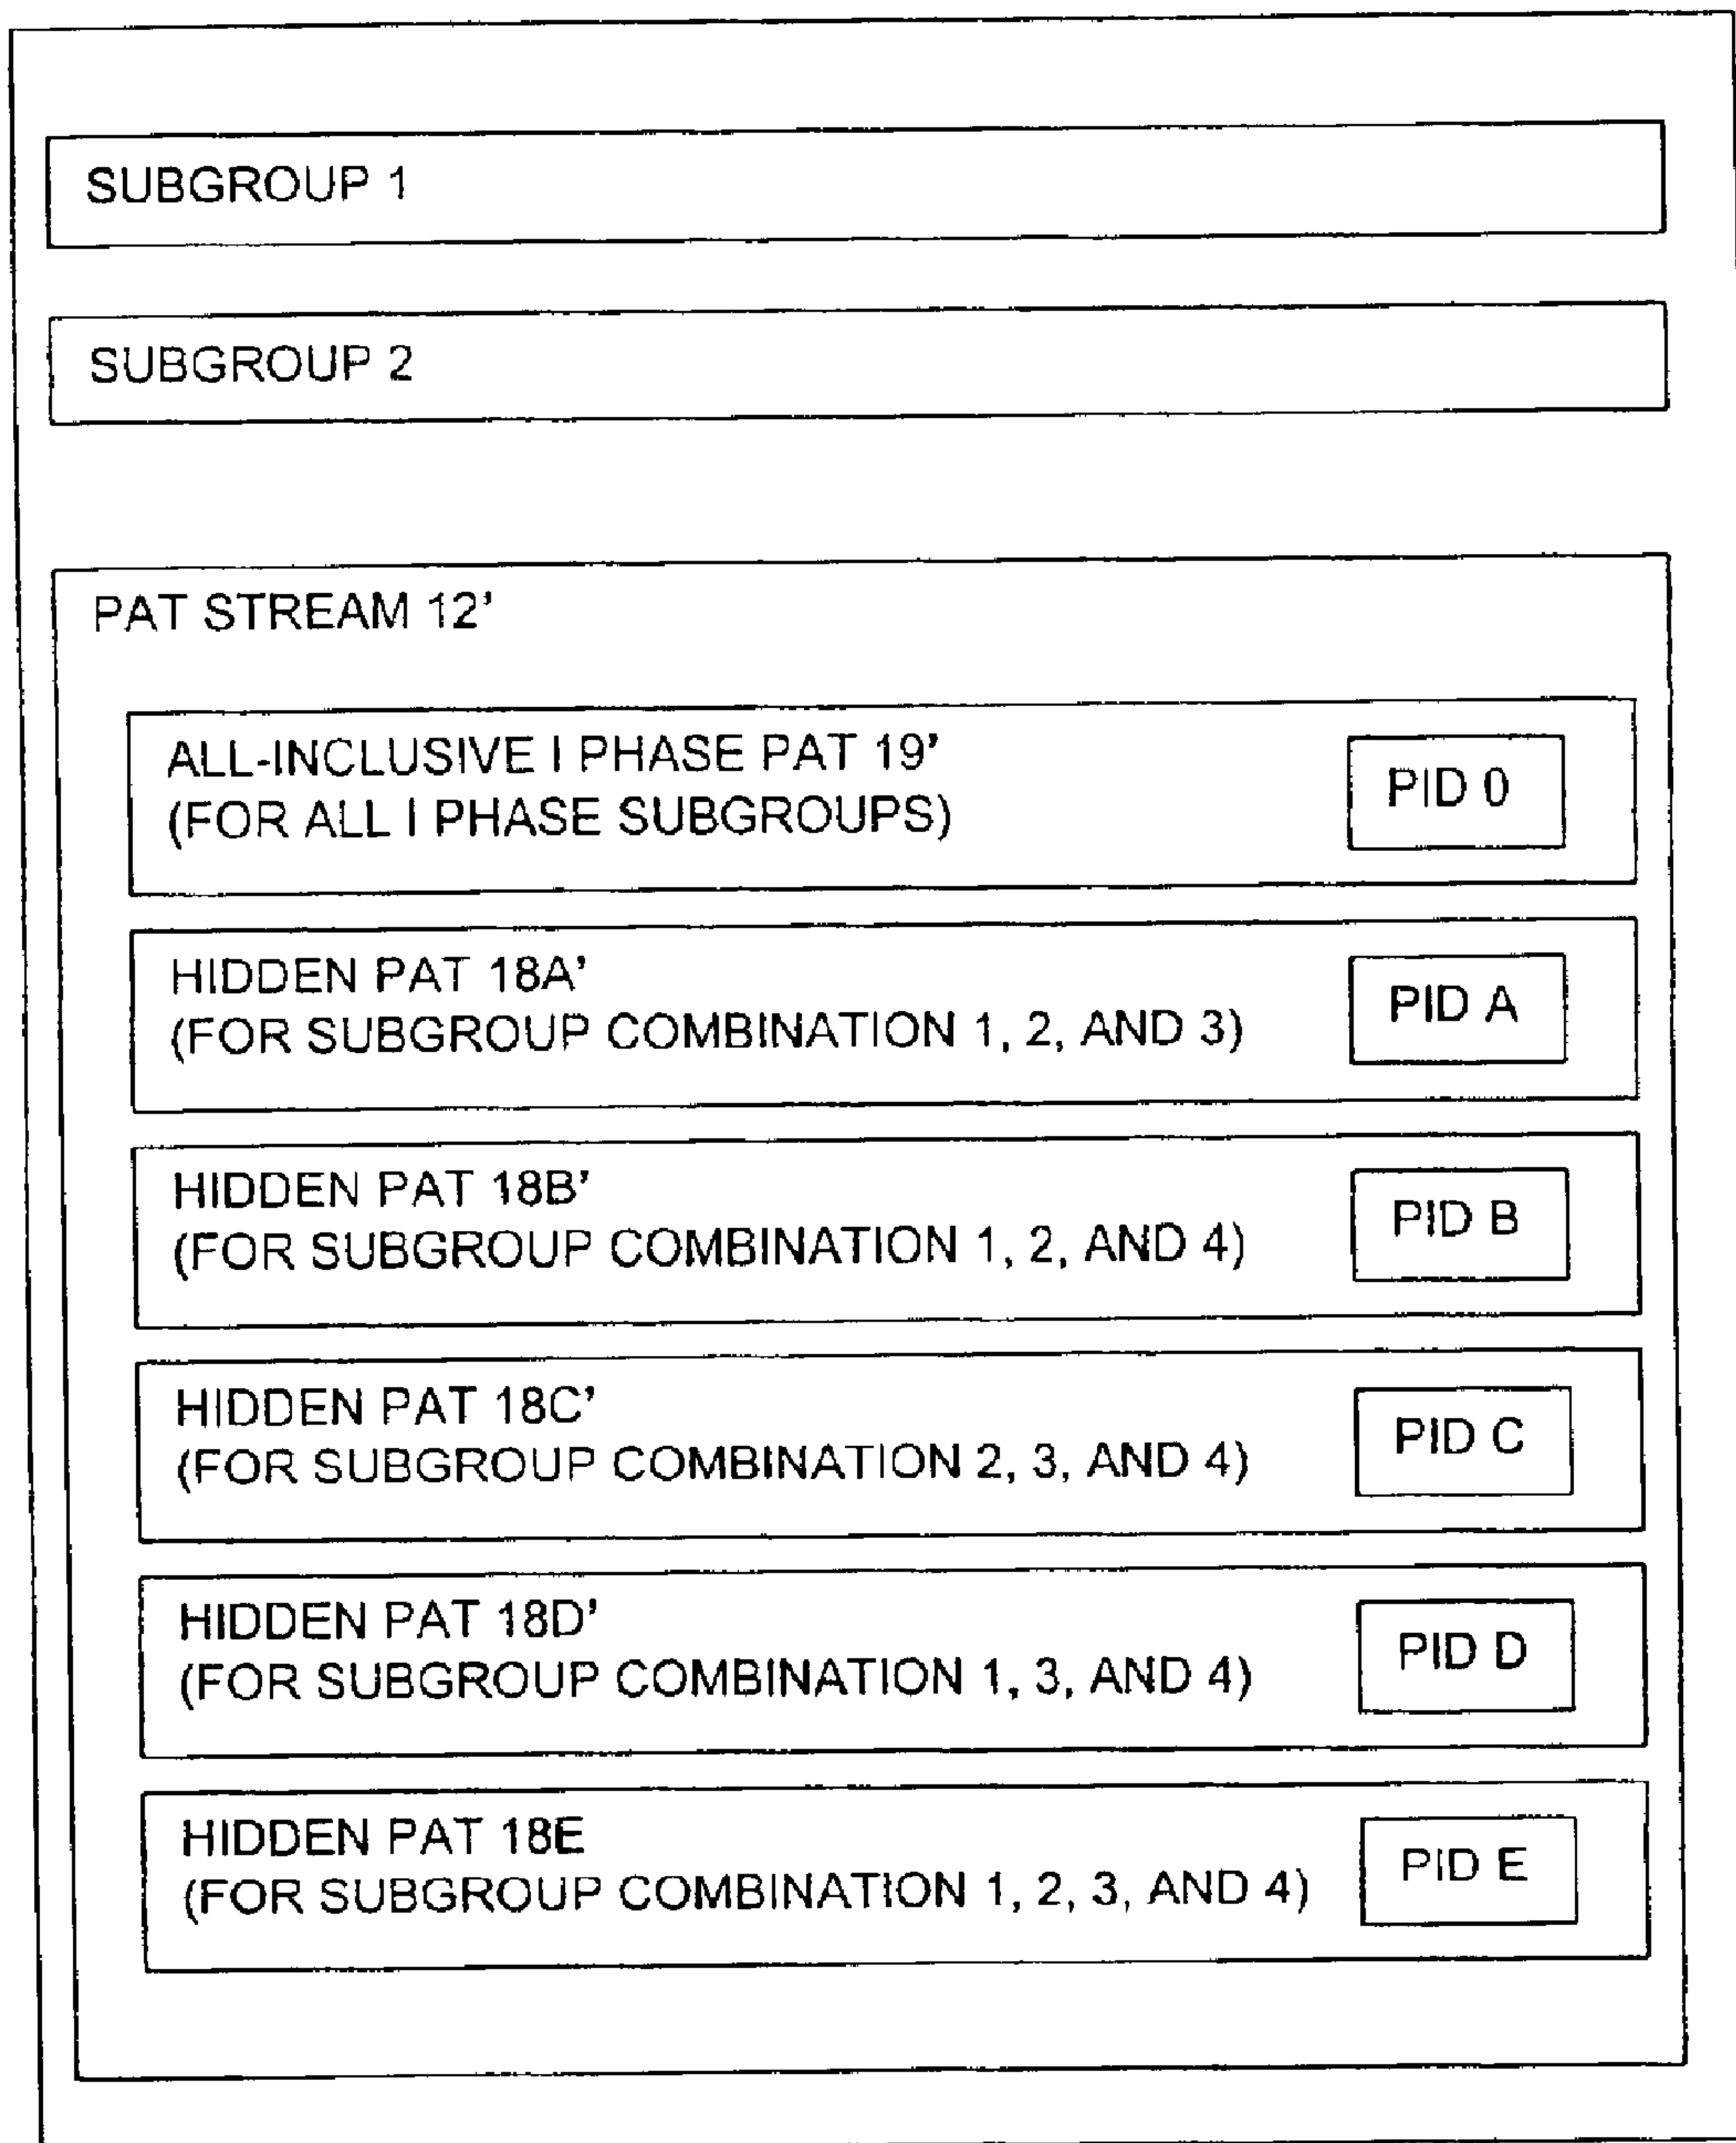 SUBGROUP 1
SUBGROUP 2
PAT STREAM 12'
ALL-INCLUSIVE I PHASE PAT 19'
(FOR ALL I PHASE SUBGROUPS)
PID 0
HIDDEN PAT 18A'
(FOR SUBGROUP COMBINATION 1, 2, AND 3)
PID A
HIDDEN PAT 18B'
(FOR SUBGROUP COMBINATION 1, 2, AND 4)
PID B
HIDDEN PAT 18C'
(FOR SUBGROUP COMBINATION 2, 3, AND 4)
PID C
HIDDEN PAT 18D'
(FOR SUBGROUP COMBINATION 1, 3, AND 4)
PID D
HIDDEN PAT 18E
(FOR SUBGROUP COMBINATION 1, 2, 3, AND 4)
PID E